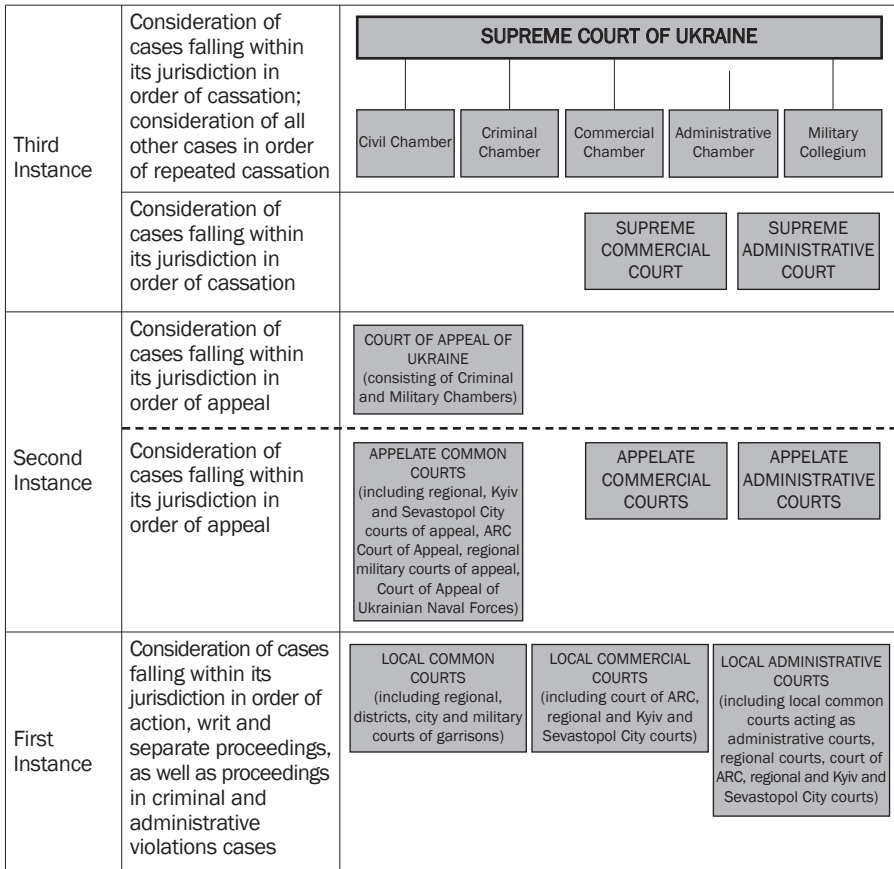 Third
Instance
Consideration of
cases falling within
its jurisdiction in
order of cassation;
consideration of all
other cases in order
of repeated cassation
SUPREME COURT OF UKRAINE
Civil Chamber
Criminal
Chamber
Commercial
Chamber
Administrative
Chamber
Military
Collegium
Consideration of
cases falling within
its jurisdiction in
order of cassation
SUPREME
COMMERCIAL
COURT
SUPREME
ADMINISTRATIVE
COURT
Second
Instance
Consideration of
cases falling within
its jurisdiction in
order of appeal
COURT OF APPEAL OF
UKRAINE
(consisting of Criminal
and Military Chambers)
Consideration of
cases falling within
its jurisdiction in
order of appeal
APPELATE COMMON
COURTS
(including regional, Kyiv
and Sevastopol City
courts of appeal, ARC
Court of Appeal, regional
military courts of appeal,
Court of Appeal of
Ukrainian Naval Forces)
APPELATE
COMMERCIAL
COURTS
APPELATE
ADMINISTRATIVE
COURTS
First
Instance
Consideration of cases
falling within its
jurisdiction in order of
action, writ and
separate proceedings,
as well as proceedings
in criminal and
administrative
violations cases
LOCAL COMMON
COURTS
(including regional,
districts, city and military
courts of garrisons)
LOCAL COMMERCIAL
COURTS
(including court of ARC,
regional and Kyiv and
Sevastopol City courts)
LOCAL ADMINISTRATIVE
COURTS
(including local common
courts acting as
administrative courts,
regional courts, court of
ARC, regional and Kyiv and
Sevastopol City courts)